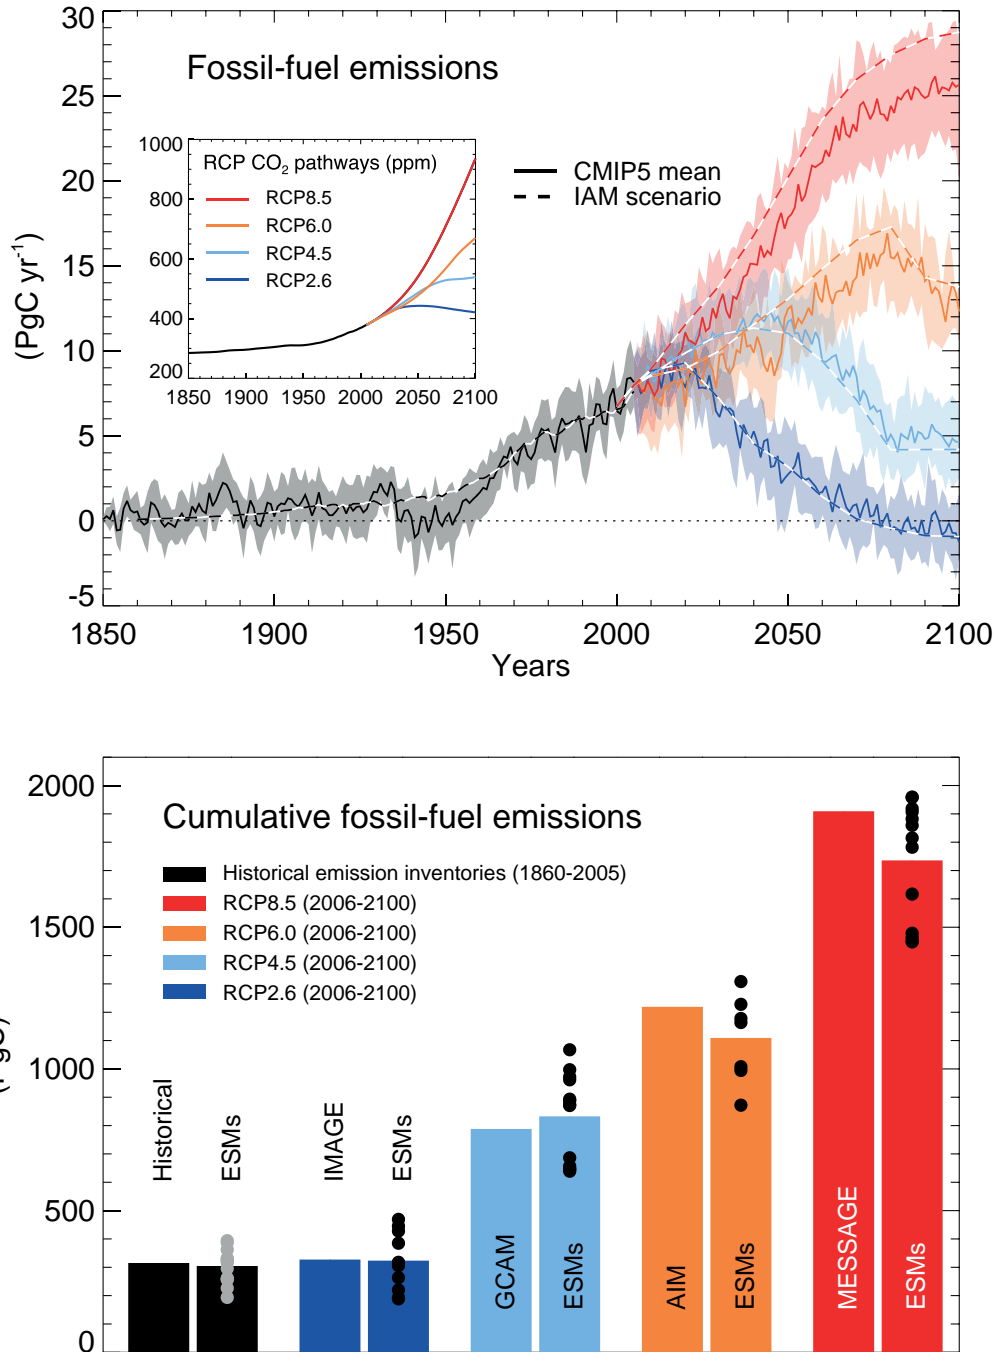 30
25
20
15
10
5
0
-5
(PgC yr-1)
Fossil-fuel emissions
1000
800
600
400
200
RCP CO2 pathways (ppm)
RCP8.5
RCP6.0
RCP4.5
RCP2.6
1850 1900 1950 2000 2050 2100
CMIP5 mean
IAM scenario
1850 1900 1950 2000 2050 2100
Years
2000
1500
1000
500
0
Cumulative fossil-fuel emissions
Historical emission inventories (1860-2005)
RCP8.5 (2006-2100)
RCP6.0 (2006-2100)
RCP4.5 (2006-2100)
RCP2.6 (2006-2100)
Historical
ESMs
IMAGE
ESMs
GCAM
ESMs
AIM
ESMs
MESSAGE
ESMs